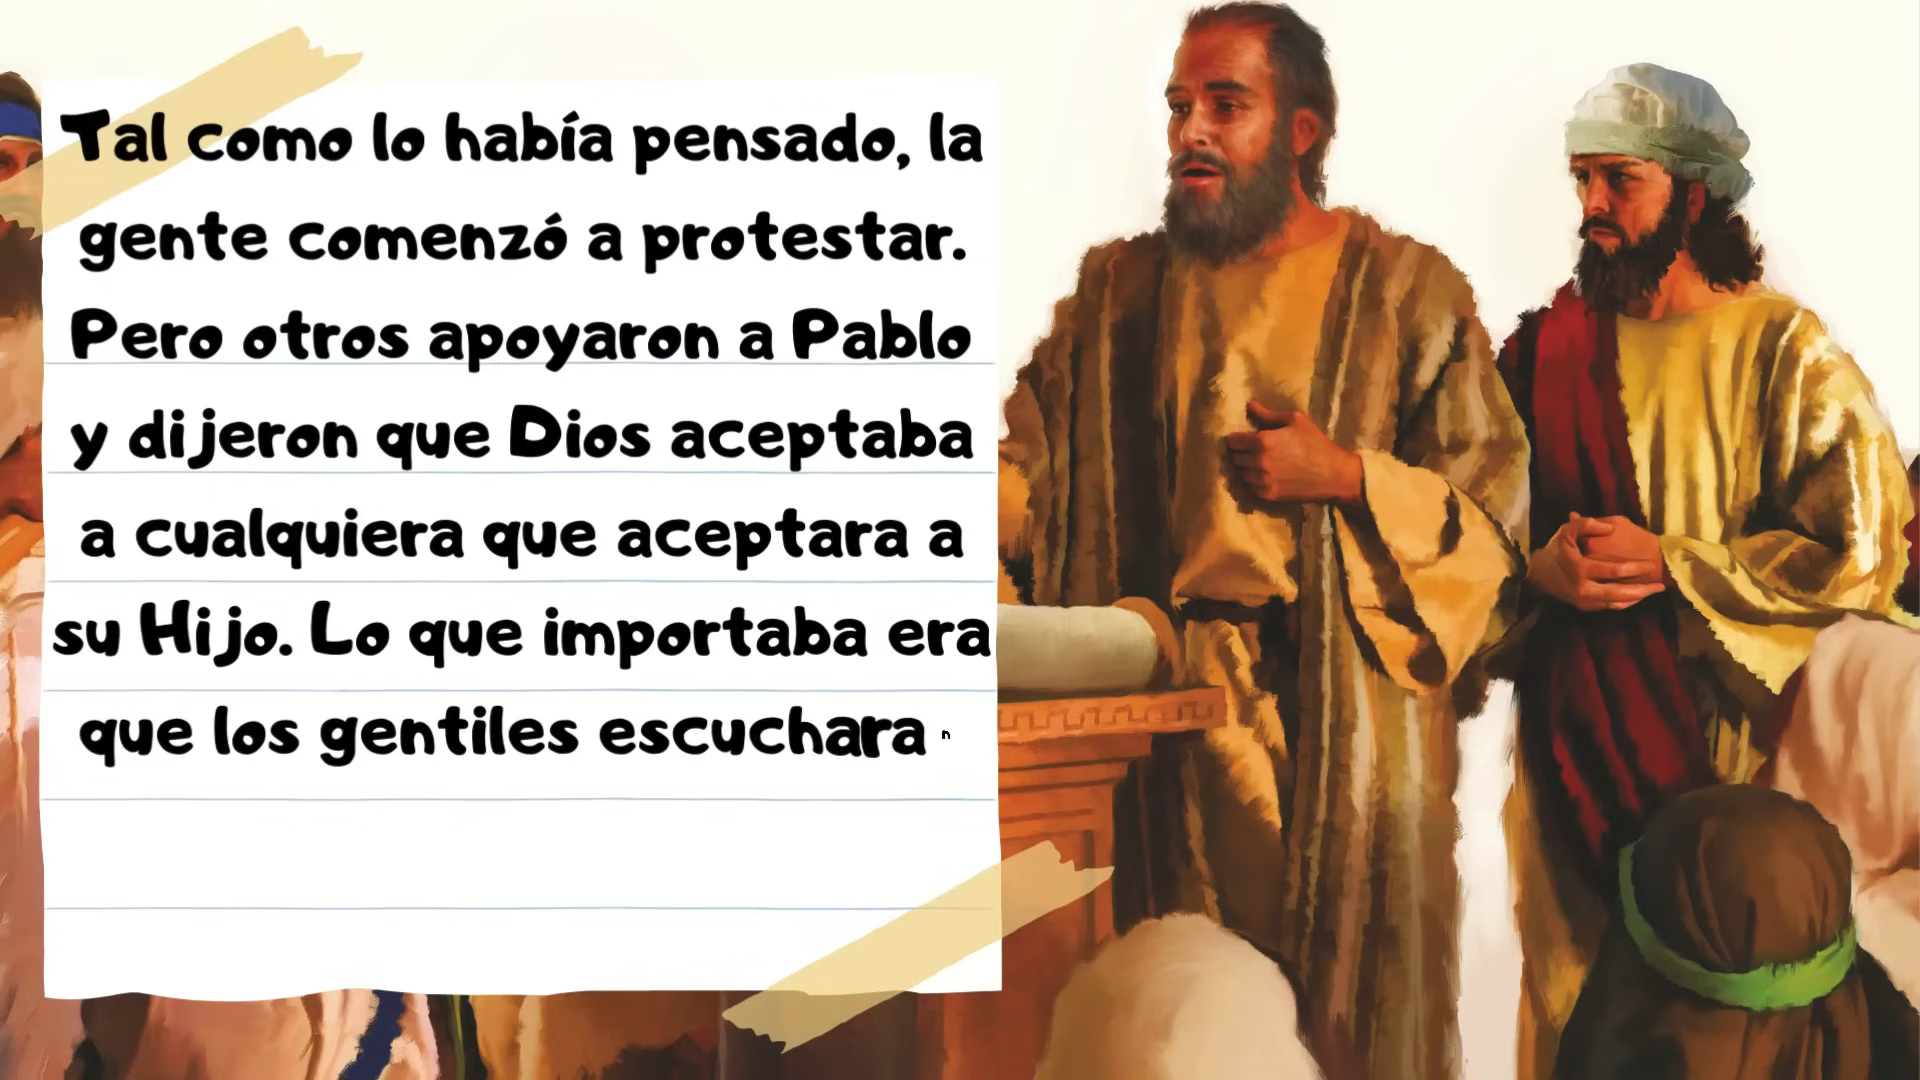 Tal como lo había pensado, la
gente comenzó a protestar.
Pero otros apoyaron a Pablo
y dijeron que Dios aceptaba
a cualquiera que aceptara a
su Hijo. Lo que importaba era
que los gentiles escucharan